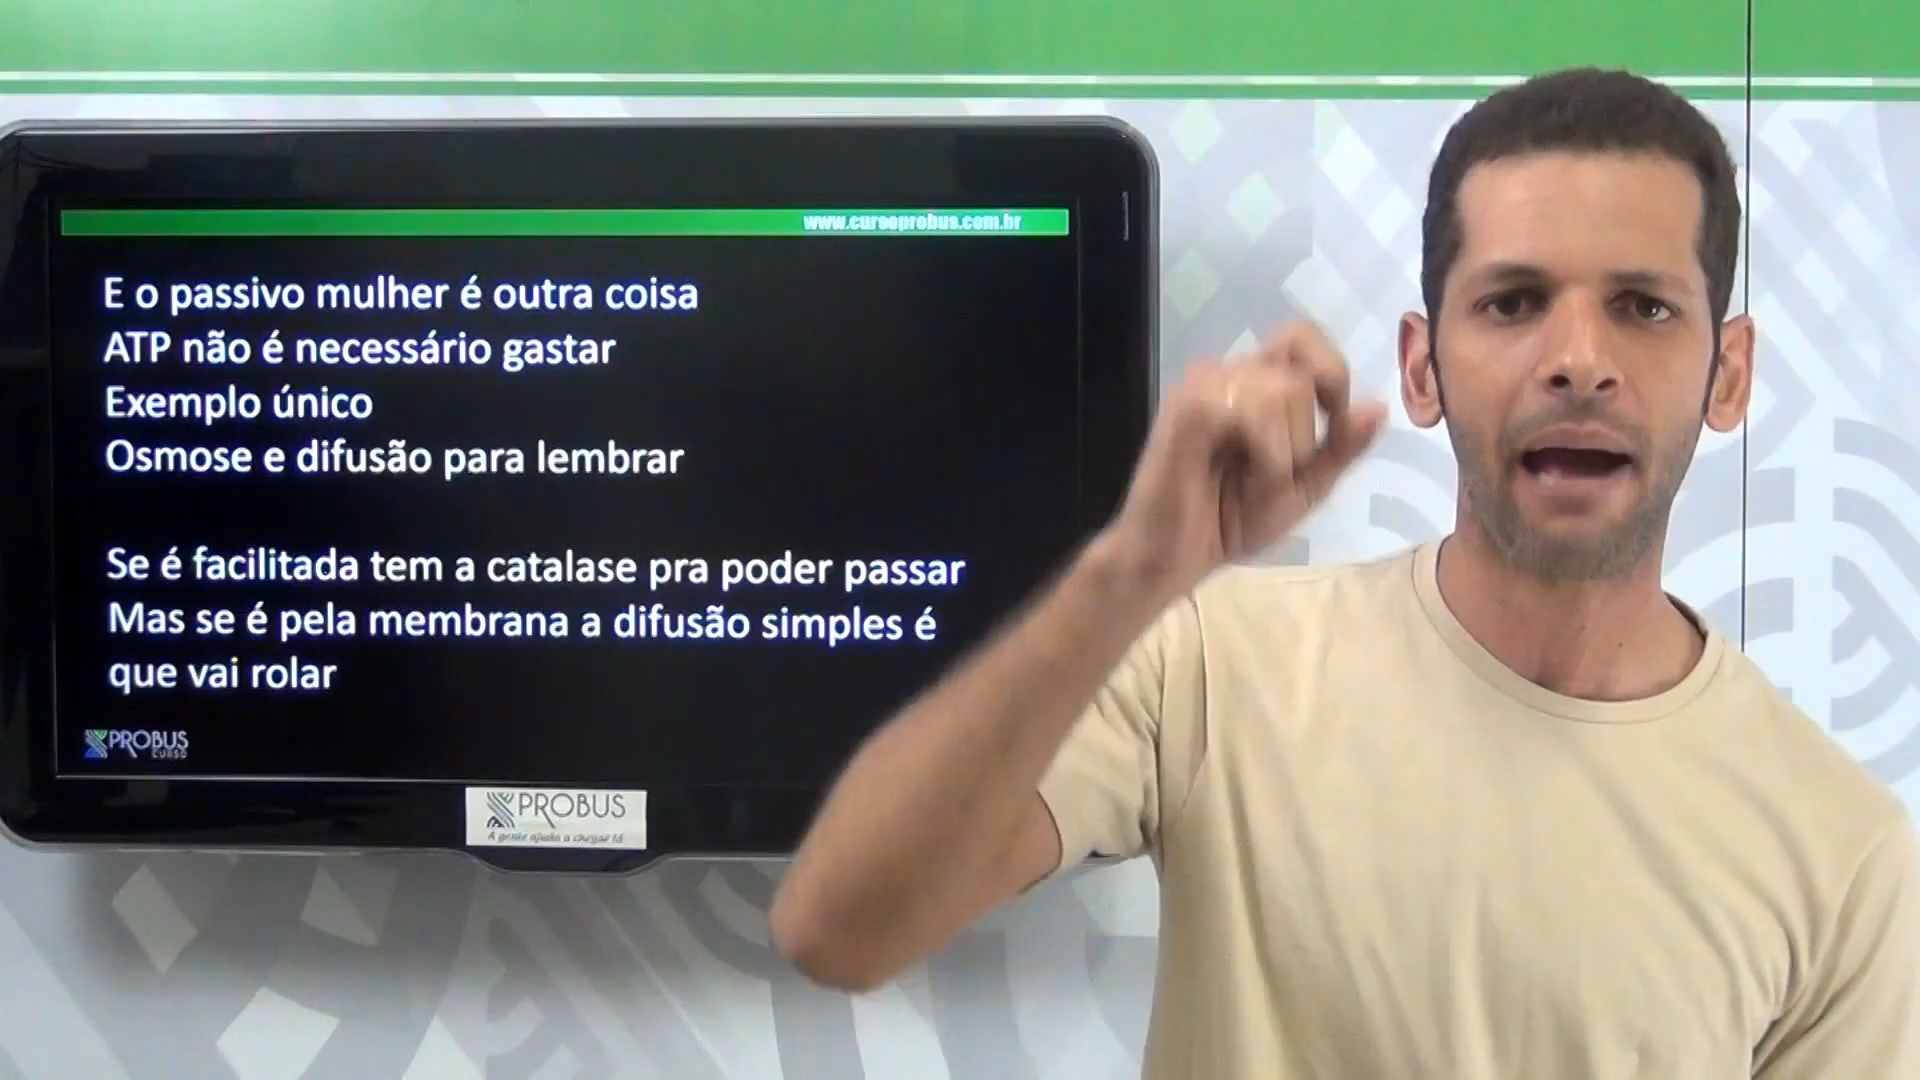 www.cursoprobus.com.br
E o passivo mulher é outra coisa
ATP não é necessário gastar
Exemplo único
Osmose e difusão para lembrar
Se é facilitada tem a catalase pra poder passar
Mas se é pela membrana a difusão simples é
que vai rolar
PROBUS
CURSO
PROBUS
A gente ajuda a chegar lá